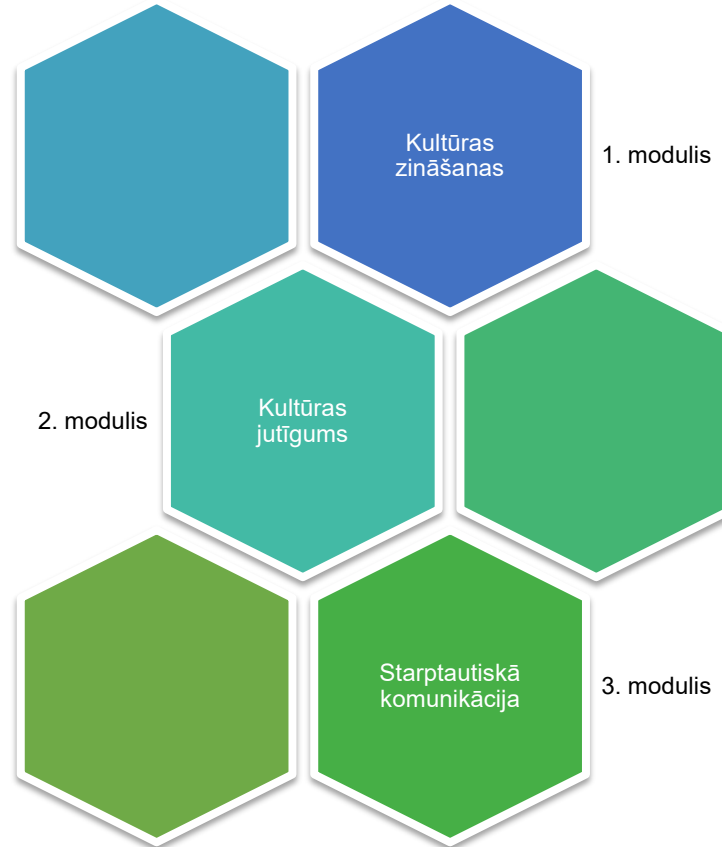 Kultūras
zināšanas
1. modulis
2. modulis
Kultūras
jutīgums
Starptautiskā
komunikācija
3. modulis